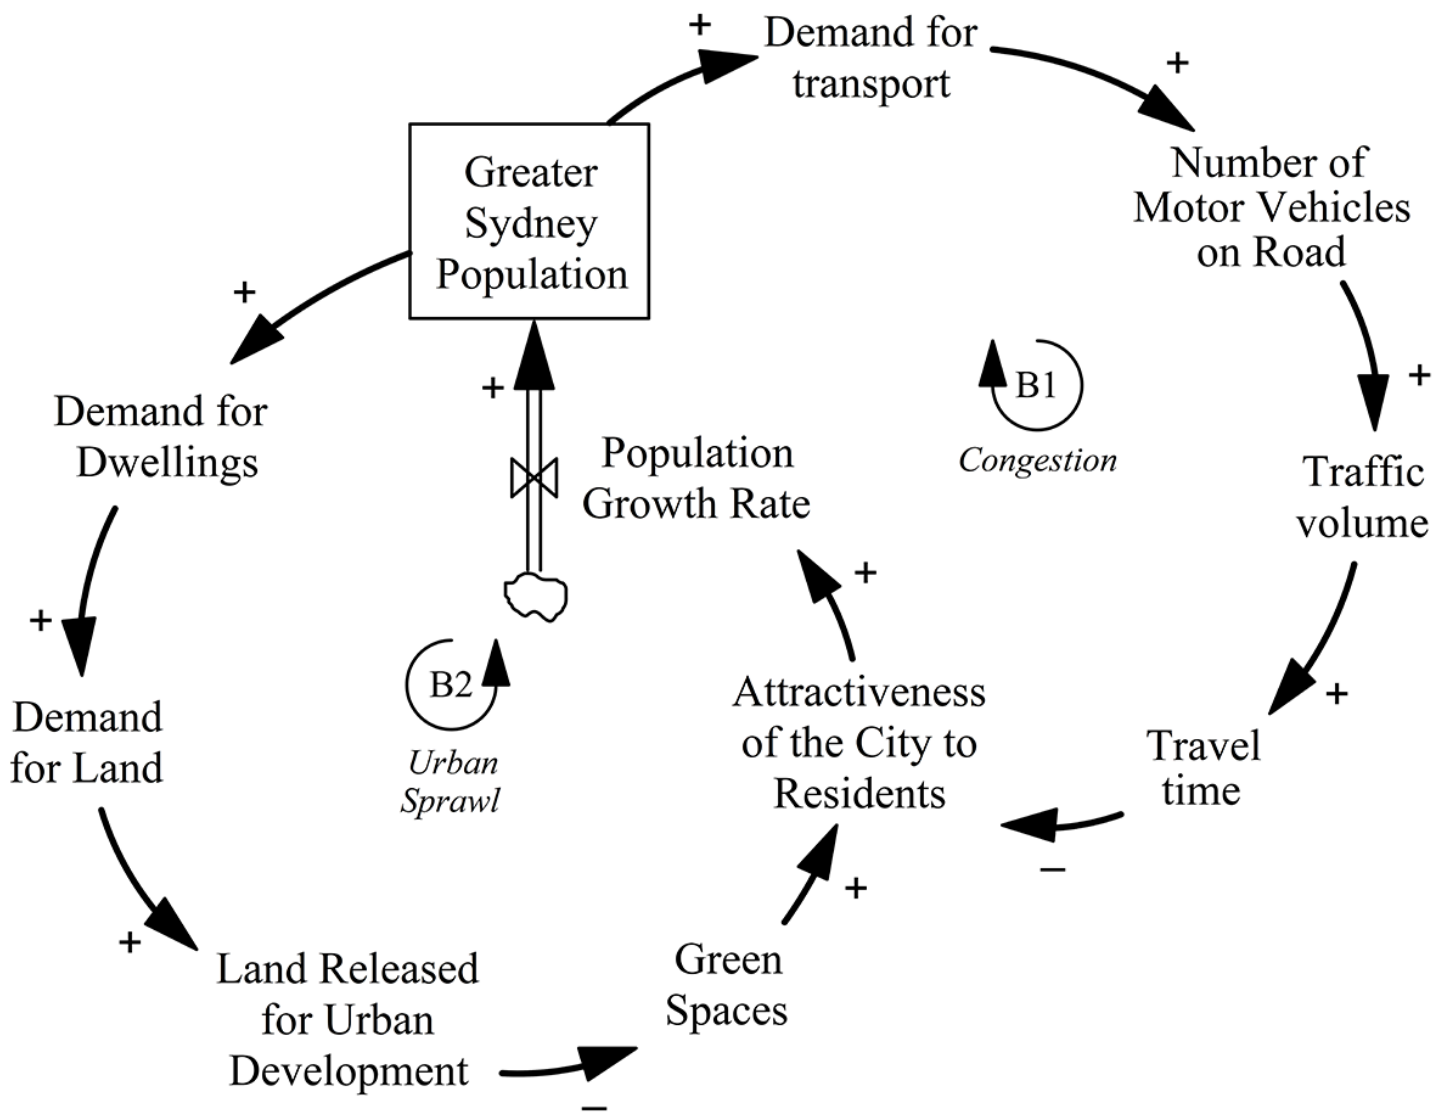 +
Demand for
transport
+
Greater
Sydney
Population
Number of
Motor Vehicles
on Road
+
+
B1
Congestion
+
Demand for
Dwellings
Population
Growth Rate
Traffic
volume
+
+
B2
Urban
Sprawl
+
Demand
for Land
Attractiveness
of the City to
Residents
Travel
time
–
+
+
Land Released
for Urban
Development
Green
Spaces
–